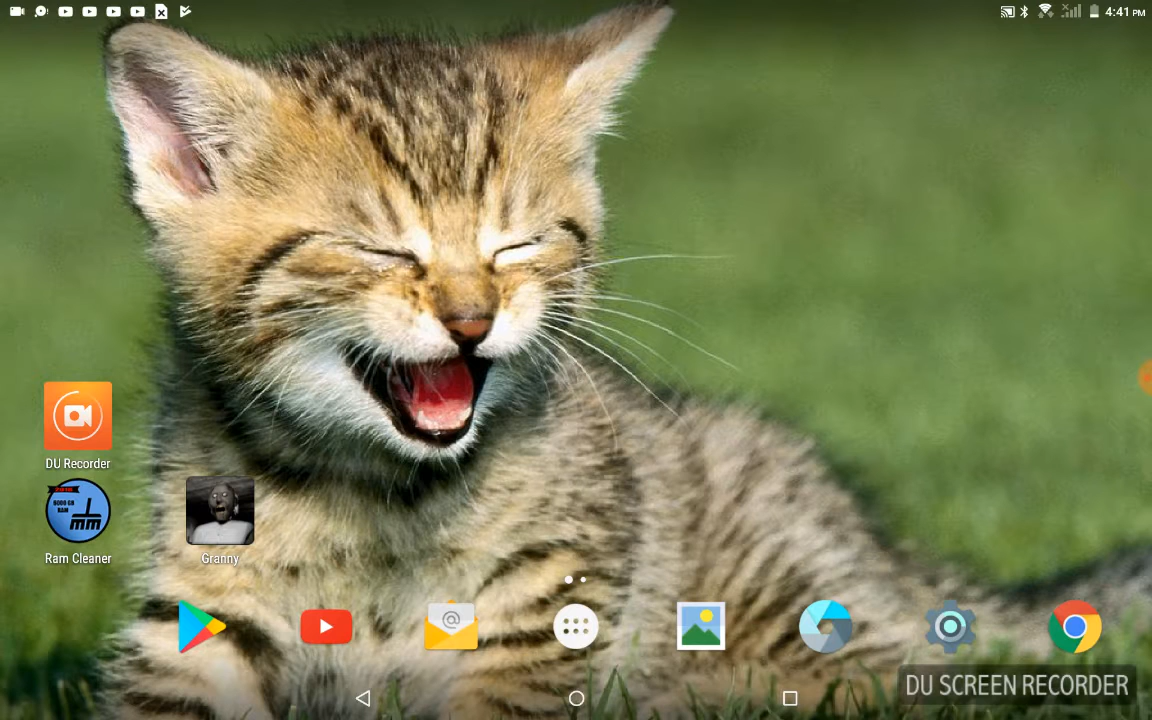 4:41 PM
DU Recorder
Ram Cleaner
Granny
@
DU SCREEN RECORDER